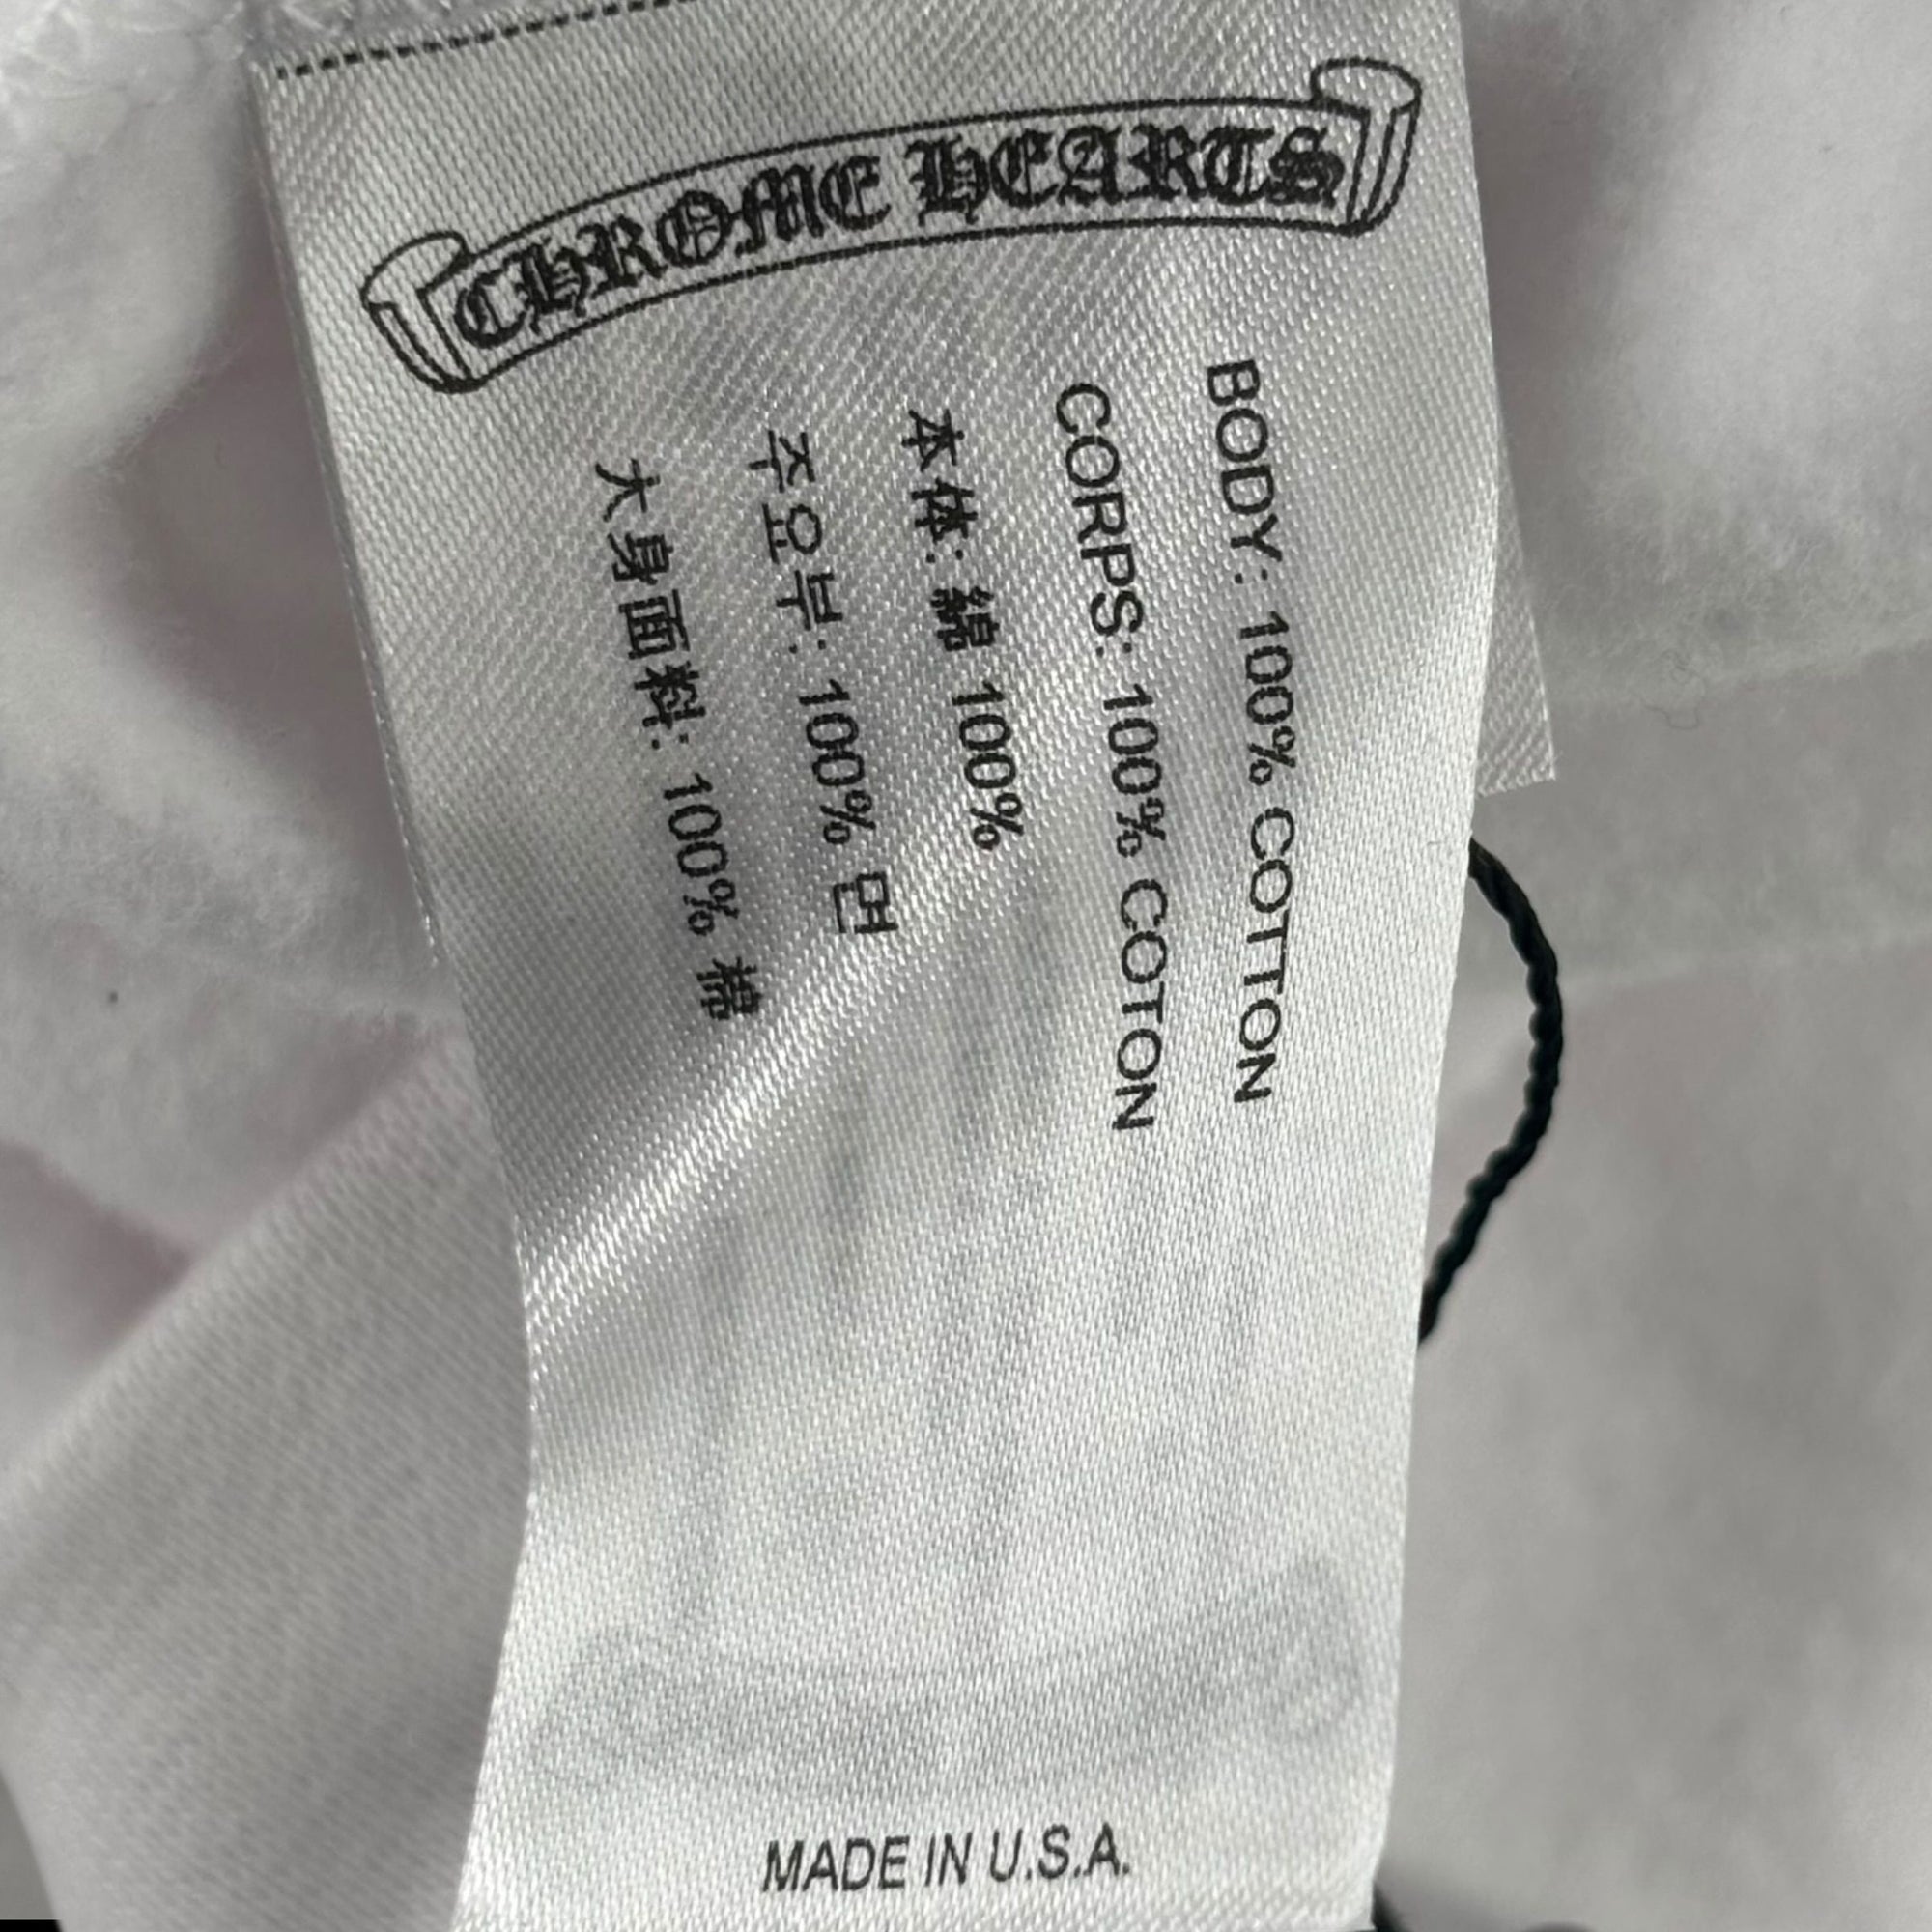 CHROME HEARTS
BODY: 100% COTTON
CORPS: 100% COTON
本体: 綿 100%
주요부: 100% 면
大身面料: 100% 棉
MADE IN U.S.A.